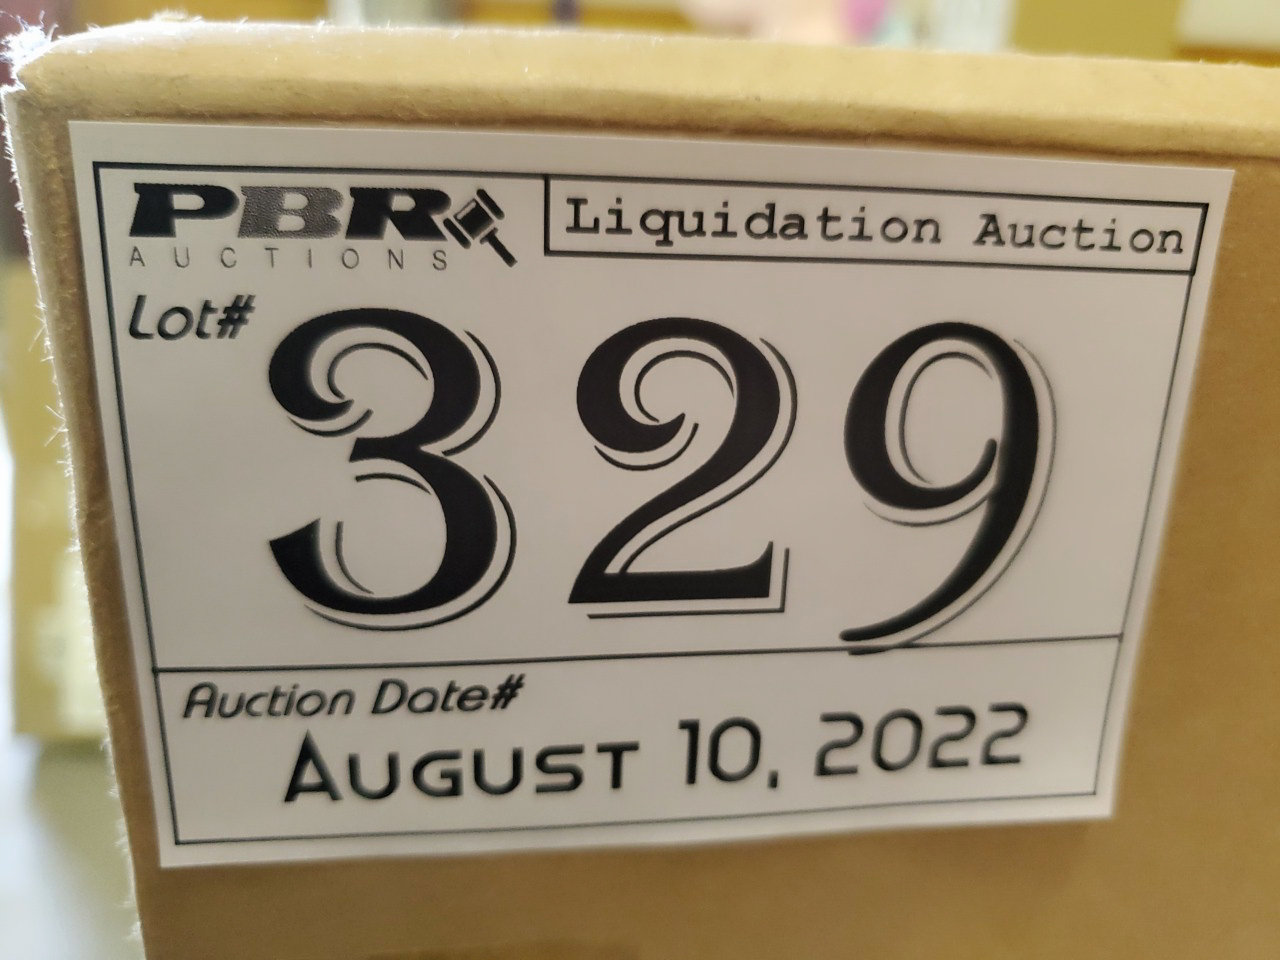 PBR
AUCTIONS
Liquidation Auction
Lot#
329
Auction Date#
AUGUST 10, 2022